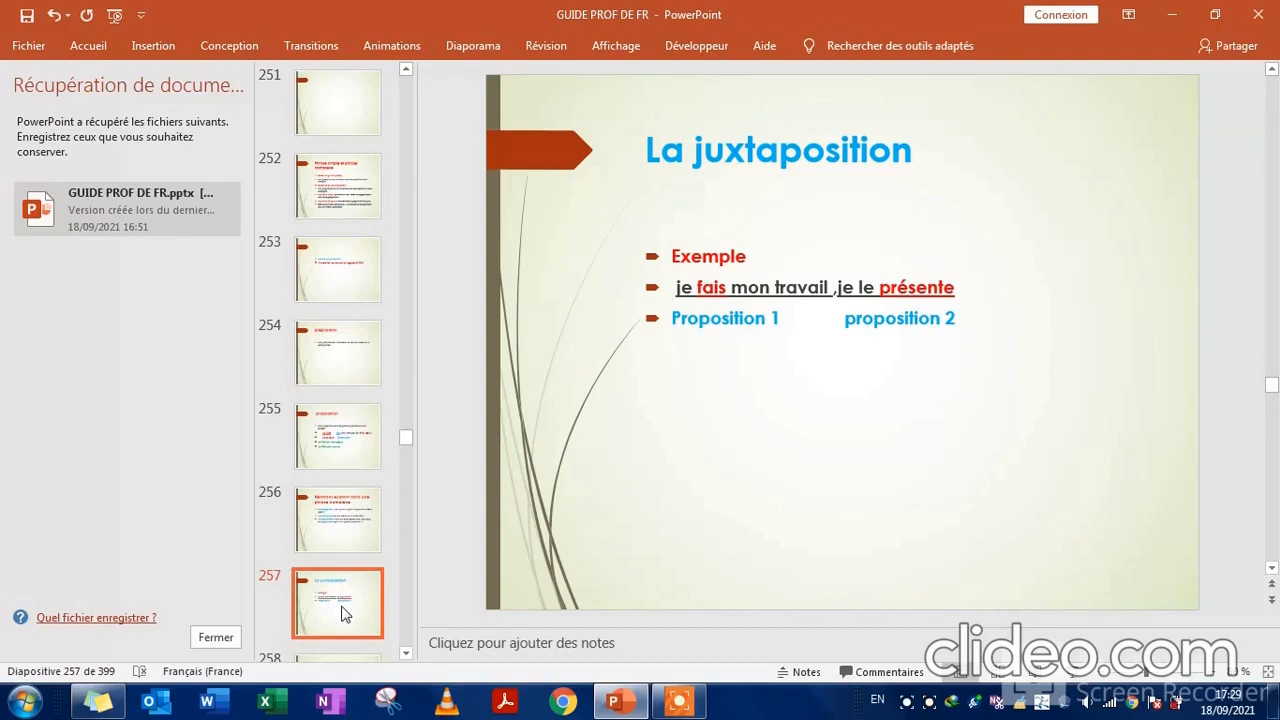 GUIDE PROF DE FR - PowerPoint
Connexion
Fichier Accueil Insertion Conception Transitions Animations Diaporama Révision Affichage Développeur Aide Rechercher des outils adaptés Partager
Récupération de docume...
PowerPoint a récupéré les fichiers suivants.
Enregistrez ceux que vous souhaitez
conserver.
GUIDE PROF DE FR.pptx [...
Version créée lors du dernier...
18/09/2021 16:51
Quel fichier enregistrer ?
Fermer
251
252
253
254
255
256
257
258
La juxtaposition
Exemple
je fais mon travail ,je le présente
Proposition 1 proposition 2
Cliquez pour ajouter des notes
Diapositive 257 de 399 Français (France) Notes Commentaires
clideo.com
Screen Recorder
EN 17:29
18/09/2021